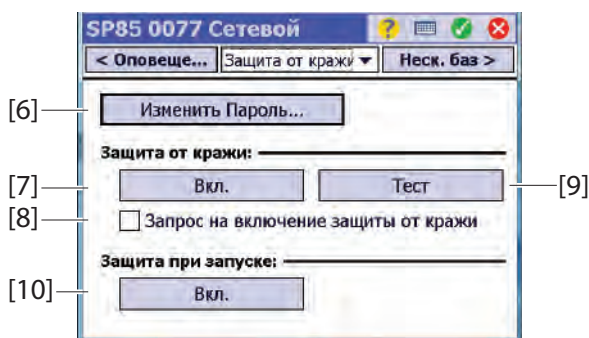 SP85 0077 Сетевой ?
< Оповеще... Защита от кражи Неск. баз >
[6] Изменить Пароль...
Защита от кражи:
[7] Вкл. Тест [9]
[8] Запрос на включение защиты от кражи
Защита при запуске:
[10] Вкл.